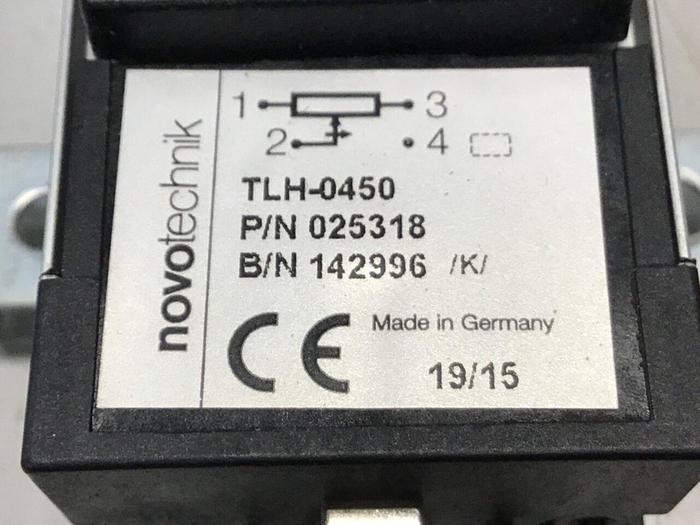 novotechnik
1 3
2 4
TLH-0450
P/N 025318
B/N 142996 /K/
CE Made in Germany
19/15